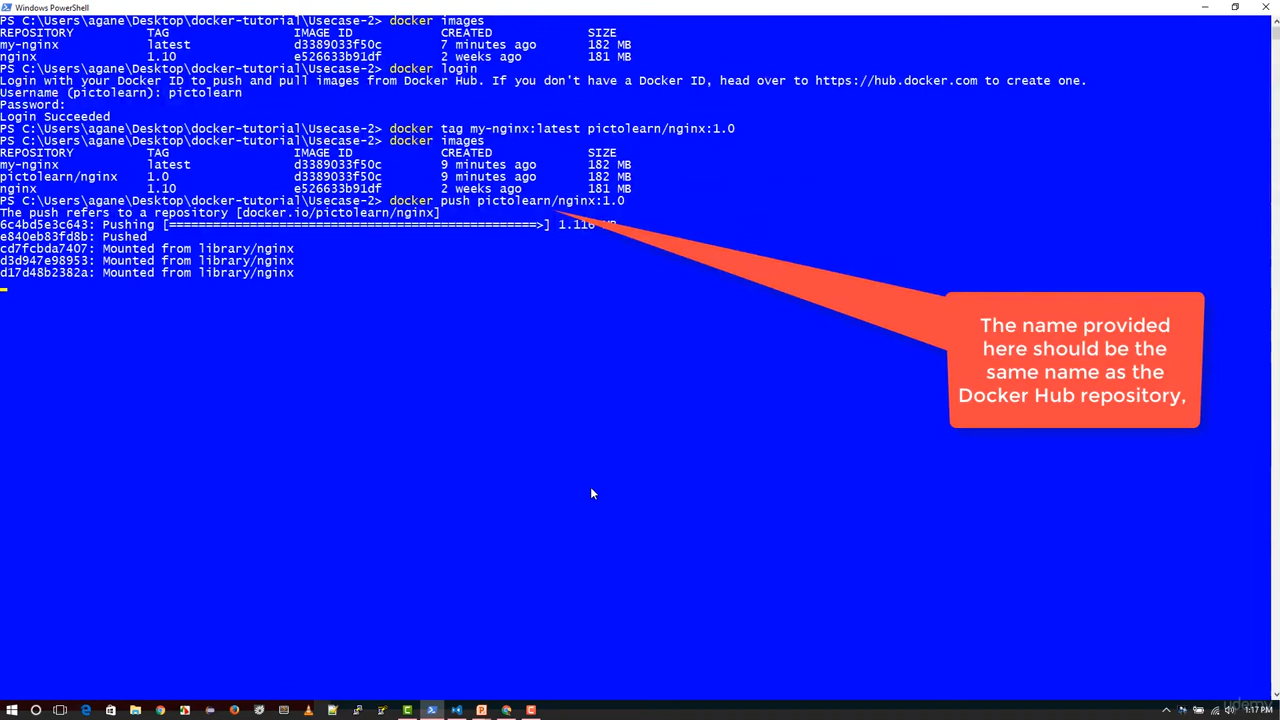 Windows PowerShell
PS C:\Users\agane\Desktop\docker-tutorial\Usecase-2> docker images
REPOSITORY TAG IMAGE ID CREATED SIZE
my-nginx latest d3389033f50c 7 minutes ago 182 MB
nginx 1.10 e526633b91df 2 weeks ago 181 MB
PS C:\Users\agane\Desktop\docker-tutorial\Usecase-2> docker login
Login with your Docker ID to push and pull images from Docker Hub. If you don't have a Docker ID, head over to https://hub.docker.com to create one.
Username (pictolearn): pictolearn
Password:
Login Succeeded
PS C:\Users\agane\Desktop\docker-tutorial\Usecase-2> docker tag my-nginx:latest pictolearn/nginx:1.0
PS C:\Users\agane\Desktop\docker-tutorial\Usecase-2> docker images
REPOSITORY TAG IMAGE ID CREATED SIZE
my-nginx latest d3389033f50c 9 minutes ago 182 MB
pictolearn/nginx 1.0 d3389033f50c 9 minutes ago 182 MB
nginx 1.10 e526633b91df 2 weeks ago 181 MB
PS C:\Users\agane\Desktop\docker-tutorial\Usecase-2> docker push pictolearn/nginx:1.0
The push refers to a repository [docker.io/pictolearn/nginx]
6c4bd5e3c643: Pushing [==================================================>] 1.116
e840eb83fd8b: Pushed
cd7fcbda7407: Mounted from library/nginx
d3d947e98953: Mounted from library/nginx
d17d48b2382a: Mounted from library/nginx
The name provided
here should be the
same name as the
Docker Hub repository,
udemy
1:17 PM